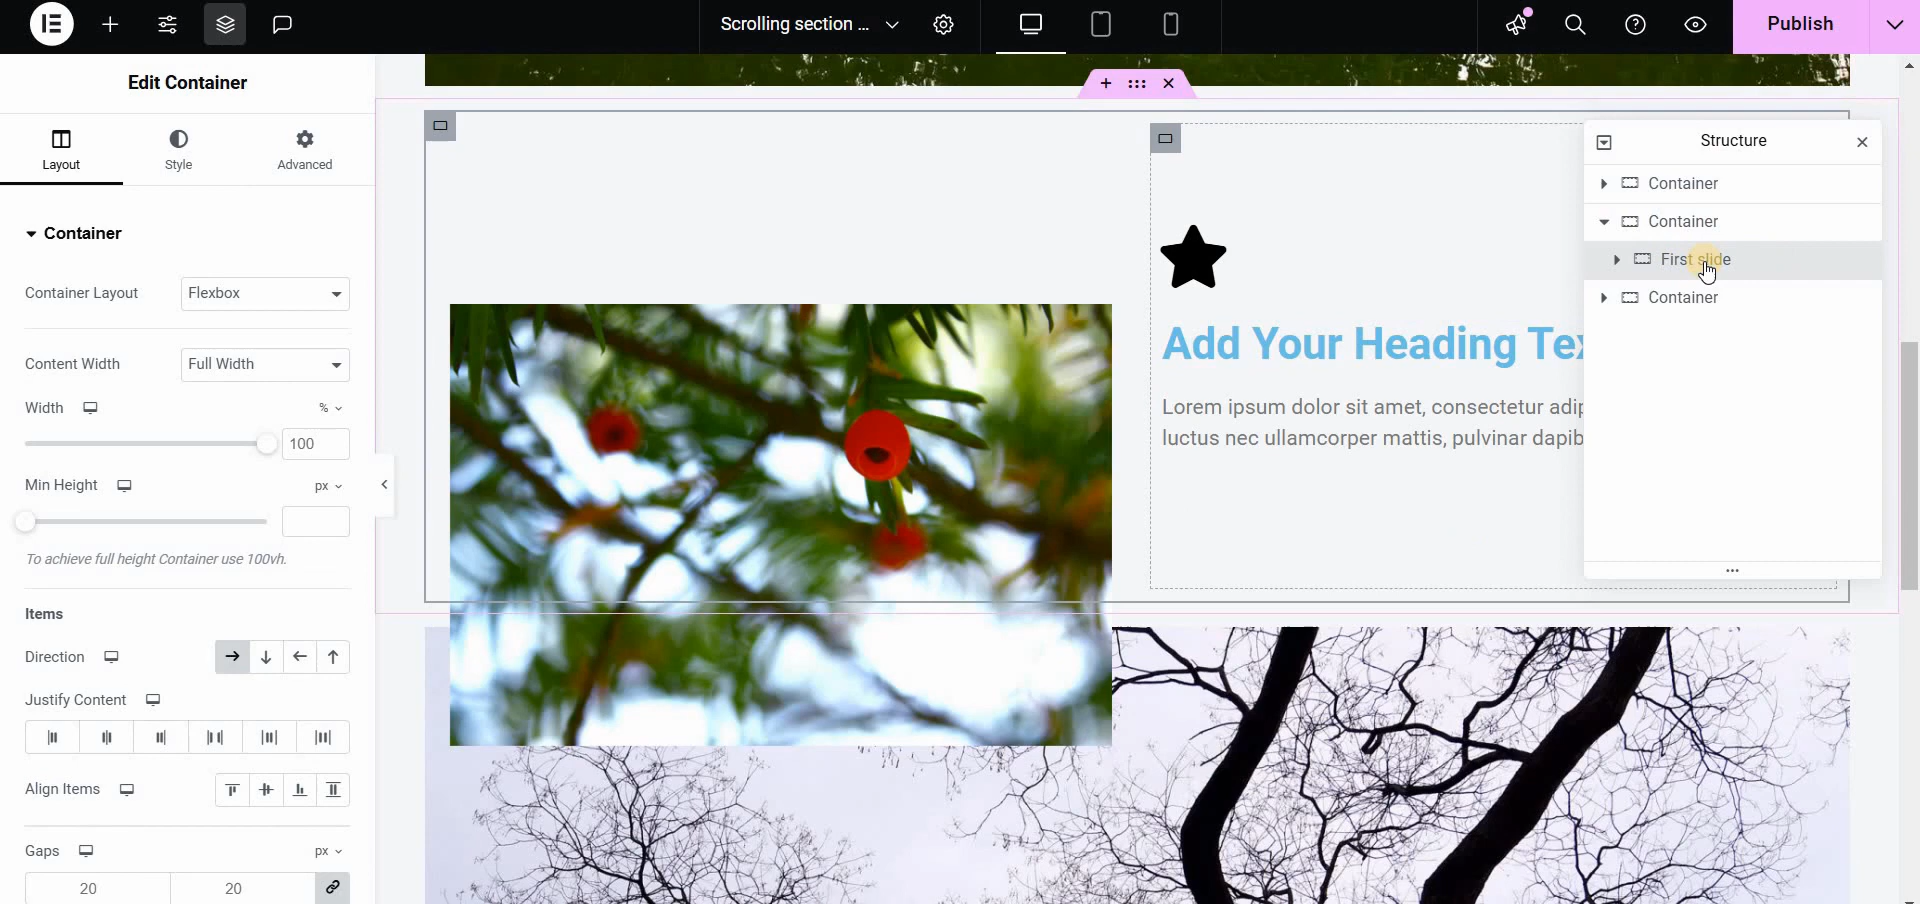 Scrolling section ...
Publish
Edit Container
Layout
Style
Advanced
Container
Container Layout
Flexbox
Content Width
Full Width
Width
%
100
Min Height
px
To achieve full height Container use 100vh.
Items
Direction
Justify Content
Align Items
Gaps
px
20
20
Add Your Heading Te
Lorem ipsum dolor sit amet, consectetur adip
luctus nec ullamcorper mattis, pulvinar dapib
Structure
Container
Container
First slide
Container